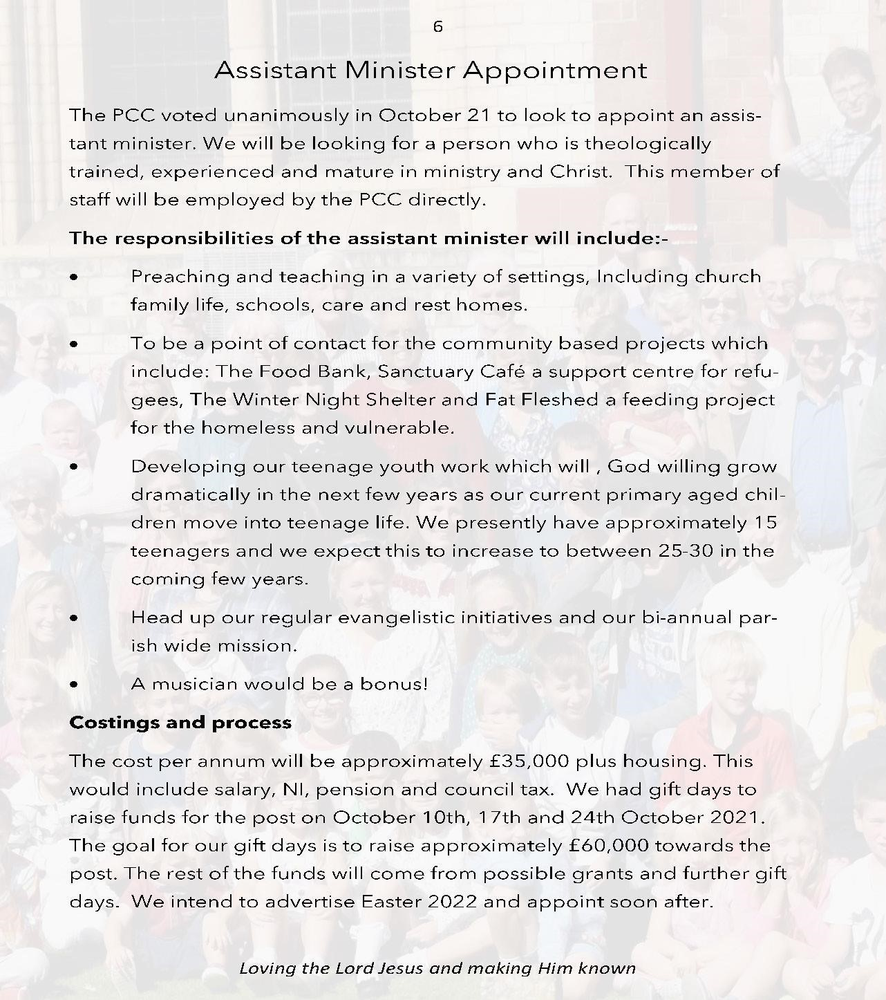 6
Assistant Minister Appointment
The PCC voted unanimously in October 21 to look to appoint an assis-
tant minister. We will be looking for a person who is theologically
trained, experienced and mature in ministry and Christ.  This member of
staff will be employed by the PCC directly.
The responsibilities of the assistant minister will include:-
• Preaching and teaching in a variety of settings, Including church
family life, schools, care and rest homes.
• To be a point of contact for the community based projects which
include: The Food Bank, Sanctuary Café a support centre for refu-
gees, The Winter Night Shelter and Fat Fleshed a feeding project
for the homeless and vulnerable.
• Developing our teenage youth work which will , God willing grow
dramatically in the next few years as our current primary aged chil-
dren move into teenage life. We presently have approximately 15
teenagers and we expect this to increase to between 25-30 in the
coming few years.
• Head up our regular evangelistic initiatives and our bi-annual par-
ish wide mission.
• A musician would be a bonus!
Costings and process
The cost per annum will be approximately £35,000 plus housing. This
would include salary, NI, pension and council tax.  We had gift days to
raise funds for the post on October 10th, 17th and 24th October 2021.
The goal for our gift days is to raise approximately £60,000 towards the
post. The rest of the funds will come from possible grants and further gift
days.  We intend to advertise Easter 2022 and appoint soon after.
Loving the Lord Jesus and making Him known